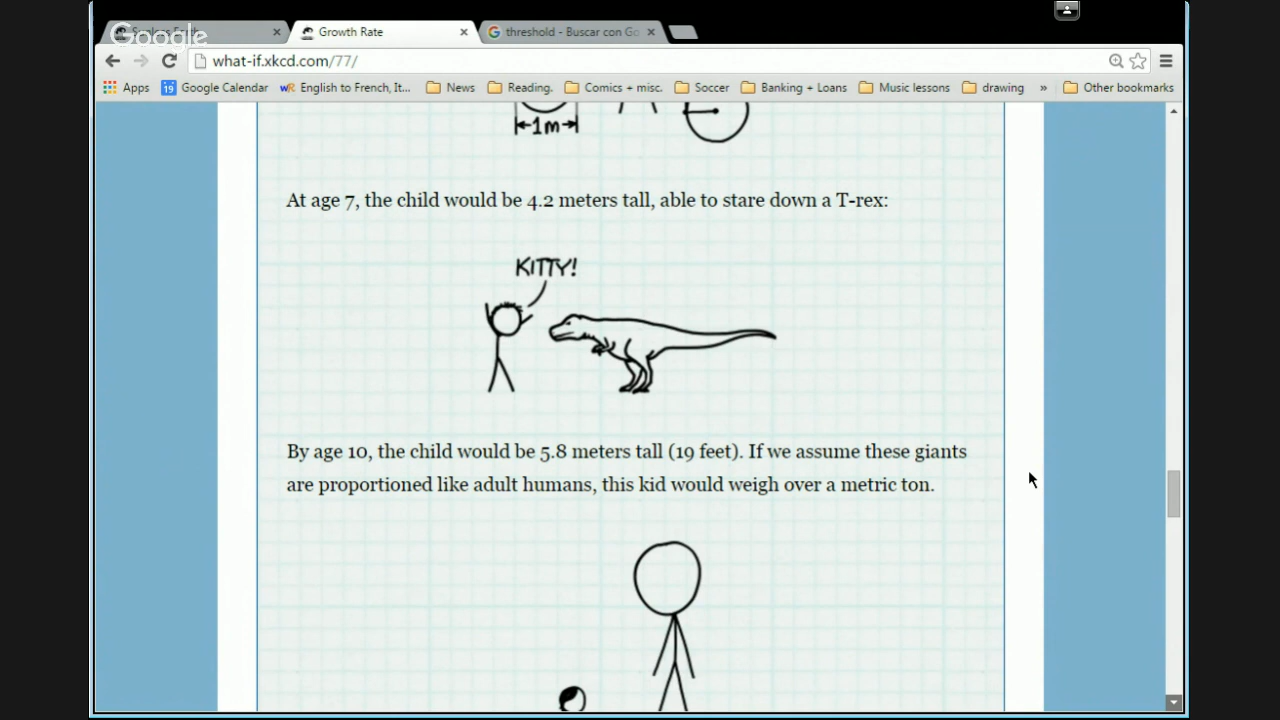 Google
Growth Rate
threshold - Buscar con Go
what-if.xkcd.com/77/
Apps
19
Google Calendar
English to French, It...
News
Reading.
Comics + misc.
Soccer
Banking + Loans
Music lessons
drawing
»
Other bookmarks
1m
At age 7, the child would be 4.2 meters tall, able to stare down a T-rex:
KITTY!
By age 10, the child would be 5.8 meters tall (19 feet). If we assume these giants
are proportioned like adult humans, this kid would weigh over a metric ton.